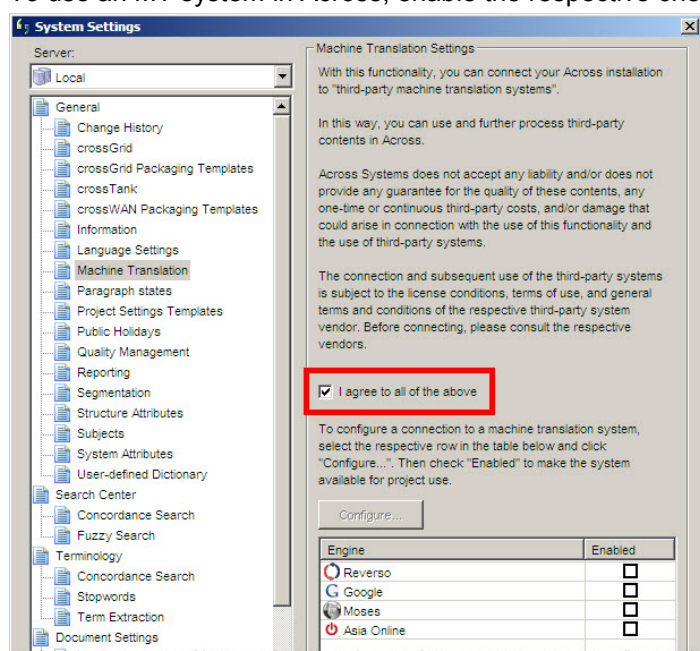 To use an MT system in Across, enable the respective
System Settings
Server:
Local
General
Change History
crossGrid
crossGrid Packaging Templates
crossTank
crossWAN Packaging Templates
Information
Language Settings
Machine Translation
Paragraph states
Project Settings Templates
Public Holidays
Quality Management
Reporting
Segmentation
Structure Attributes
Subjects
System Attributes
User-defined Dictionary
Search Center
Concordance Search
Fuzzy Search
Terminology
Concordance Search
Stopwords
Term Extraction
Document Settings
Machine Translation Settings
With this functionality, you can connect your Across installation
to "third-party machine translation systems".
In this way, you can use and further process third-party
contents in Across.
Across Systems does not accept any liability and/or does not
provide any guarantee for the quality of these contents, any
one-time or continuous third-party costs, and/or damage that
could arise in connection with the use of this functionality and
the use of third-party systems.
The connection and subsequent use of the third-party systems
is subject to the license conditions, terms of use, and general
terms and conditions of the respective third-party system
vendor. Before connecting, please consult the respective
vendors.
I agree to all of the above
To configure a connection to a machine translation system,
select the respective row in the table below and click
"Configure...". Then check "Enabled" to make the system
available for project use.
Configure...
Engine Enabled
Reverso
Google
Moses
Asia Online